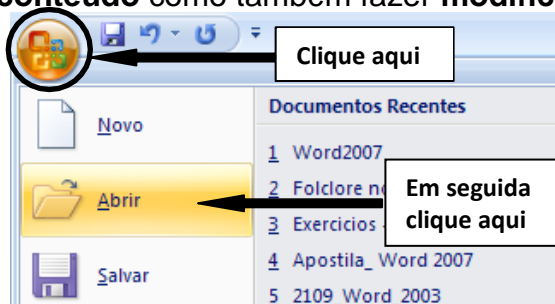 conteúdo como também fazer
Clique aqui
Documentos Recentes
Novo
1 Word2007
Abrir
2 Folclore
Em seguida
clique aqui
3 Exercicios
4 Apostila_ Word 2007
Salvar
5 2109 Word 2003